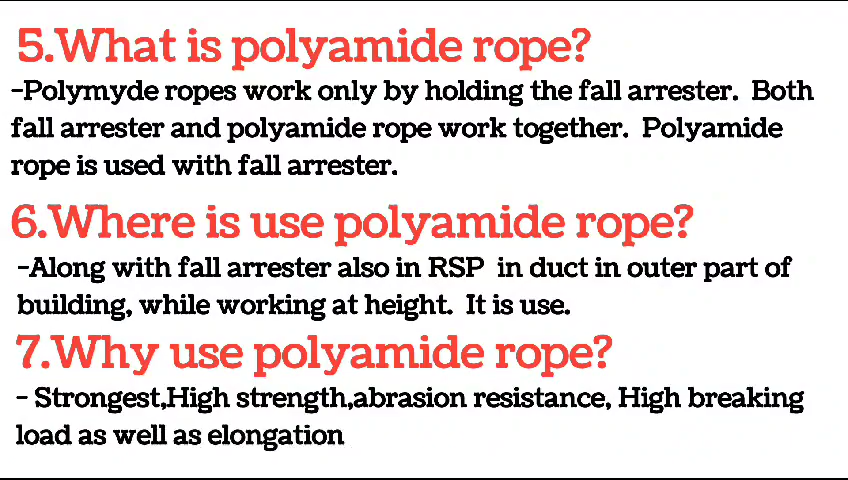 5.What is polyamide rope?
-Polymyde ropes work only by holding the fall arrester. Both
fall arrester and polyamide rope work together. Polyamide
rope is used with fall arrester.
6.Where is use polyamide rope?
-Along with fall arrester also in RSP in duct in outer part of
building, while working at height. It is use.
7.Why use polyamide rope?
- Strongest,High strength,abrasion resistance, High breaking
load as well as elongation